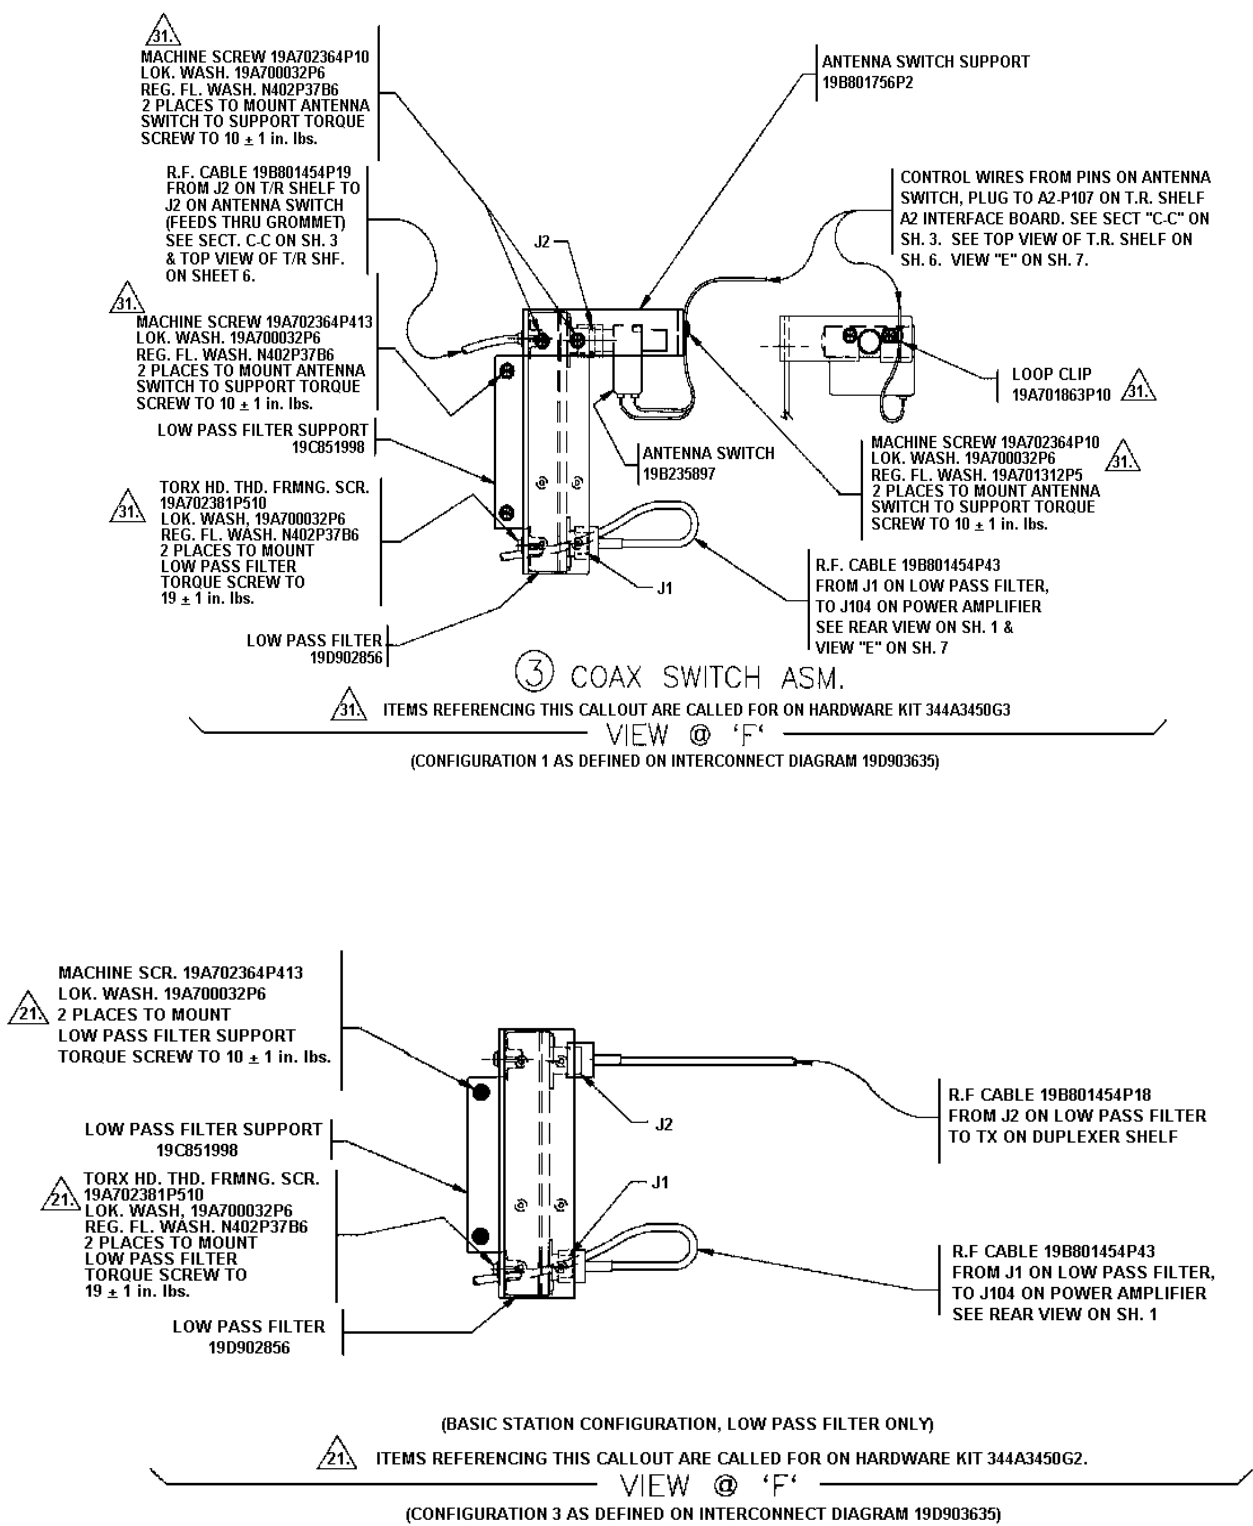 31.
MACHINE SCREW 19A702364P10
LOK. WASH. 19A700032P6
REG. FL. WASH. N402P37B6
2 PLACES TO MOUNT ANTENNA
SWITCH TO SUPPORT TORQUE
SCREW TO 10 ± 1 in. lbs.
ANTENNA SWITCH SUPPORT
19B801756P2
R.F. CABLE 19B801454P19
FROM J2 ON T/R SHELF TO
J2 ON ANTENNA SWITCH
(FEEDS THRU GROMMET)
SEE SECT. C-C ON SH. 3
& TOP VIEW OF T/R SHF.
ON SHEET 6.
CONTROL WIRES FROM PINS ON ANTENNA
SWITCH, PLUG TO A2-P107 ON T.R. SHELF
A2 INTERFACE BOARD. SEE SECT "C-C" ON
SH. 3. SEE TOP VIEW OF T.R. SHELF ON
SH. 6. VIEW "E" ON SH. 7.
J2
31.
MACHINE SCREW 19A702364P413
LOK. WASH. 19A700032P6
REG. FL. WASH. N402P37B6
2 PLACES TO MOUNT ANTENNA
SWITCH TO SUPPORT TORQUE
SCREW TO 10 ± 1 in. lbs.
LOOP CLIP
19A701863P10
31.
LOW PASS FILTER SUPPORT
19C851998
ANTENNA SWITCH
19B235897
MACHINE SCREW 19A702364P10
LOK. WASH. 19A700032P6
REG. FL. WASH. 19A701312P5
2 PLACES TO MOUNT ANTENNA
SWITCH TO SUPPORT TORQUE
SCREW TO 10 ± 1 in. lbs.
31.
31.
TORX HD. THD. FRMNG. SCR.
19A702381P510
LOK. WASH, 19A700032P6
REG. FL. WASH. N402P37B6
2 PLACES TO MOUNT
LOW PASS FILTER
TORQUE SCREW TO
19 ± 1 in. lbs.
J1
R.F. CABLE 19B801454P43
FROM J1 ON LOW PASS FILTER,
TO J104 ON POWER AMPLIFIER
SEE REAR VIEW ON SH. 1 &
VIEW "E" ON SH. 7
LOW PASS FILTER
19D902856
3 COAX SWITCH ASM.
31. ITEMS REFERENCING THIS CALLOUT ARE CALLED FOR ON HARDWARE KIT 344A3450G3
VIEW @ 'F'
(CONFIGURATION 1 AS DEFINED ON INTERCONNECT DIAGRAM 19D903635)
21.
MACHINE SCR. 19A702364P413
LOK. WASH. 19A700032P6
2 PLACES TO MOUNT
LOW PASS FILTER SUPPORT
TORQUE SCREW TO 10 ± 1 in. lbs.
J2
R.F CABLE 19B801454P18
FROM J2 ON LOW PASS FILTER
TO TX ON DUPLEXER SHELF
LOW PASS FILTER SUPPORT
19C851998
21.
TORX HD. THD. FRMNG. SCR.
19A702381P510
LOK. WASH, 19A700032P6
REG. FL. WASH. N402P37B6
2 PLACES TO MOUNT
LOW PASS FILTER
TORQUE SCREW TO
19 ± 1 in. lbs.
J1
R.F CABLE 19B801454P43
FROM J1 ON LOW PASS FILTER,
TO J104 ON POWER AMPLIFIER
SEE REAR VIEW ON SH. 1
LOW PASS FILTER
19D902856
(BASIC STATION CONFIGURATION, LOW PASS FILTER ONLY)
21. ITEMS REFERENCING THIS CALLOUT ARE CALLED FOR ON HARDWARE KIT 344A3450G2.
VIEW @ 'F'
(CONFIGURATION 3 AS DEFINED ON INTERCONNECT DIAGRAM 19D903635)